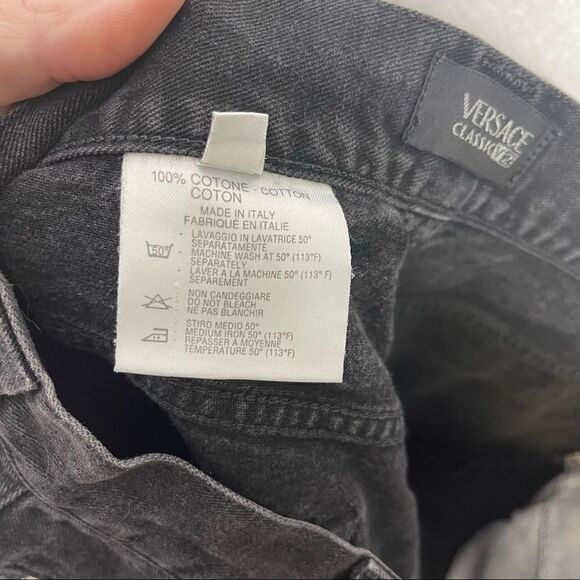 VERSACE
CLASSIC V2
100% COTONE - COTTON
COTON
MADE IN ITALY
FABRIQUÉ EN ITALIE
50°
LAVAGGIO IN LAVATRICE 50°
SEPARATAMENTE
MACHINE WASH AT 50° (113°F)
SEPARATELY
LAVER A LA MACHINE 50° (113°F)
SEPAREMENT
NON CANDEGGIARE
DO NOT BLEACH
NE PAS BLANCHIR
STIRO MEDIO 50°
MEDIUM IRON 50° (113°F)
REPASSER A MOYENNE
TEMPERATURE 50° (113°F)